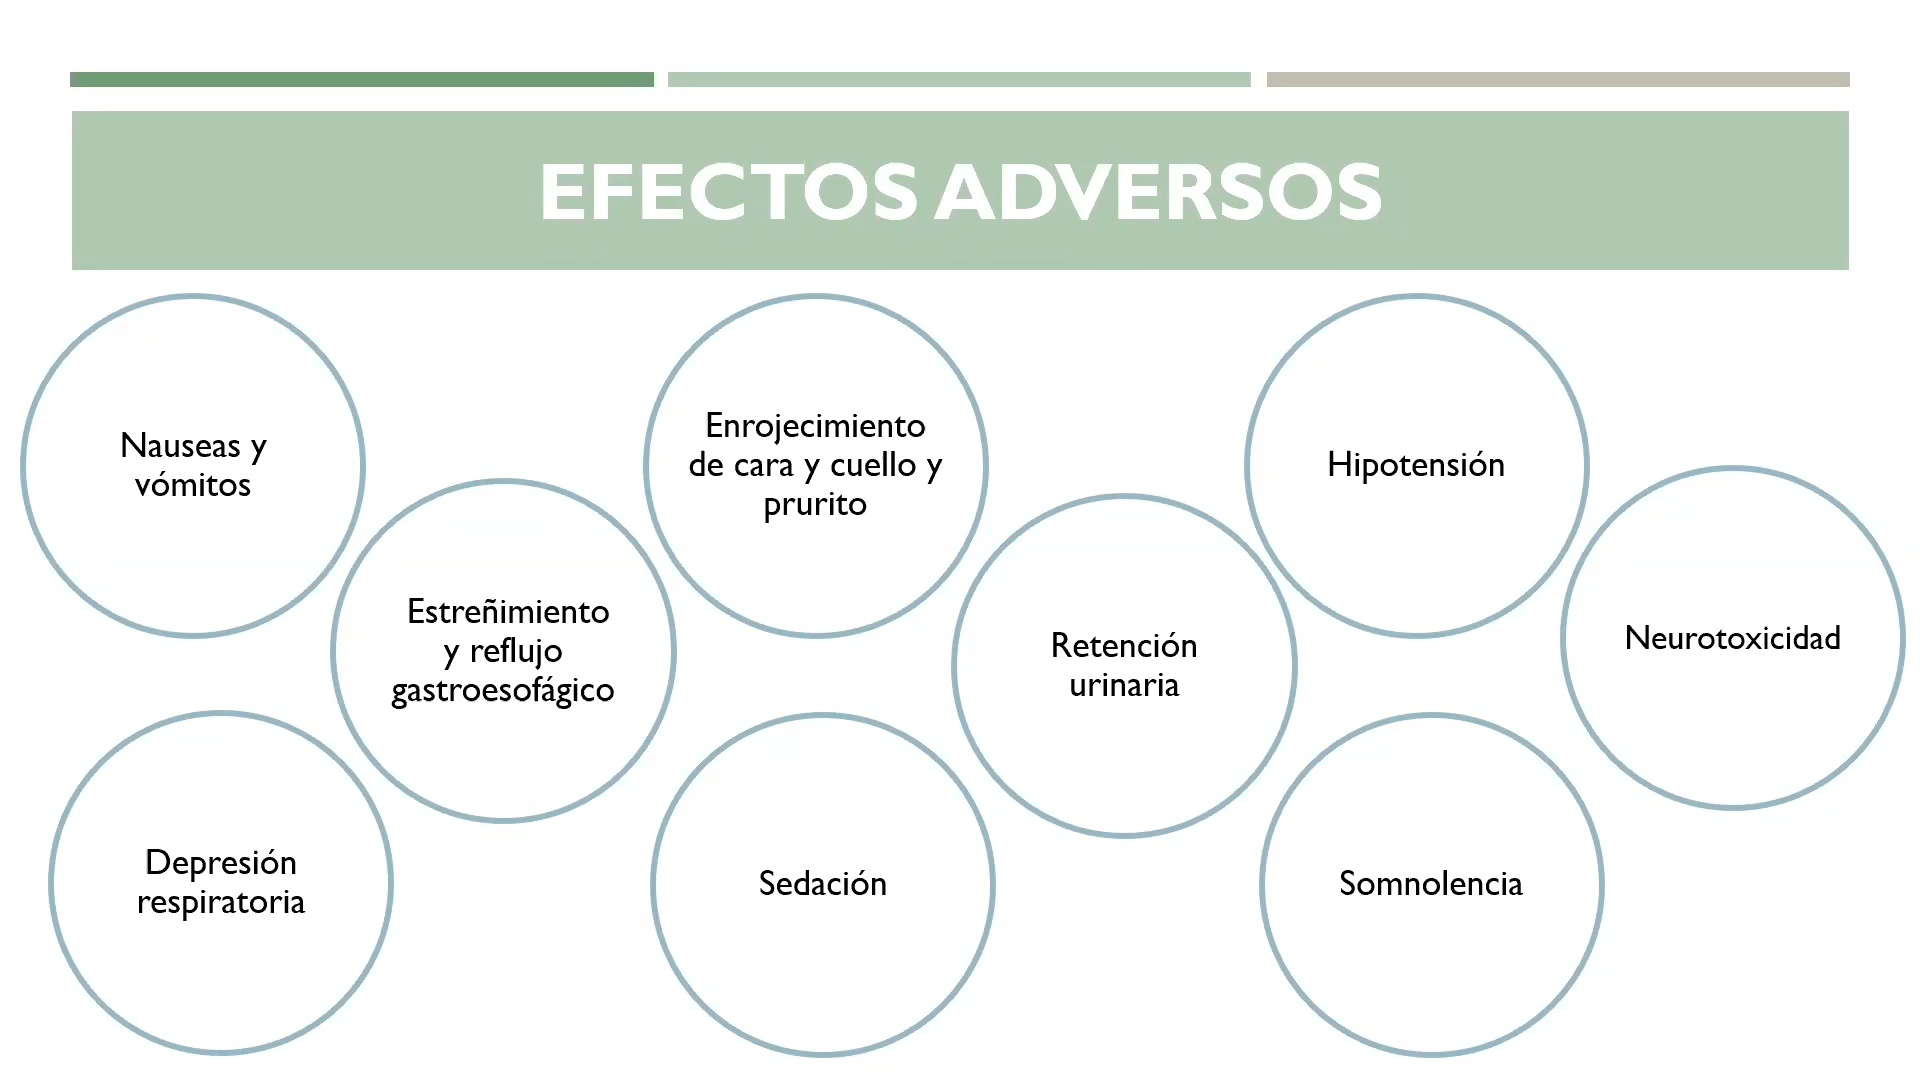 EFECTOS ADVERSOS
Nauseas y
vómitos
Estreñimiento
y reflujo
gastroesofágico
Enrojecimiento
de cara y cuello y
prurito
Retención
urinaria
Hipotensión
Neurotoxicidad
Depresión
respiratoria
Sedación
Somnolencia